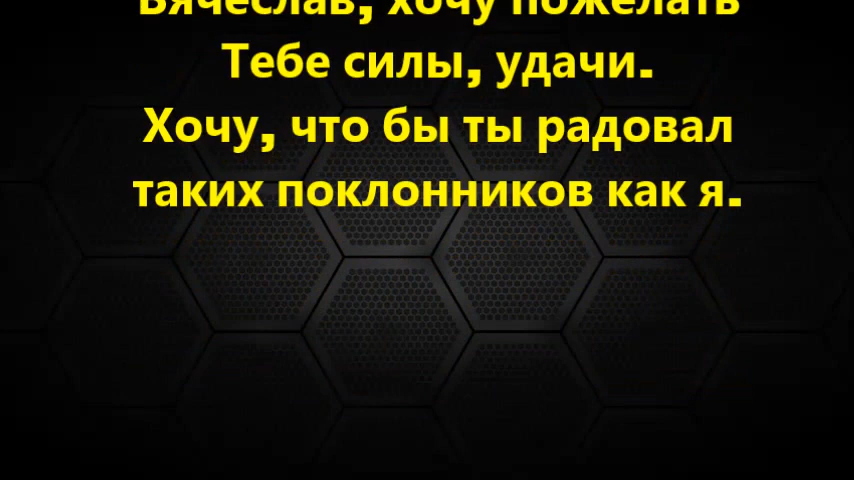 Вячеслав, хочу пожелать
Тебе силы, удачи.
Хочу, что бы ты радовал
таких поклонников как я.